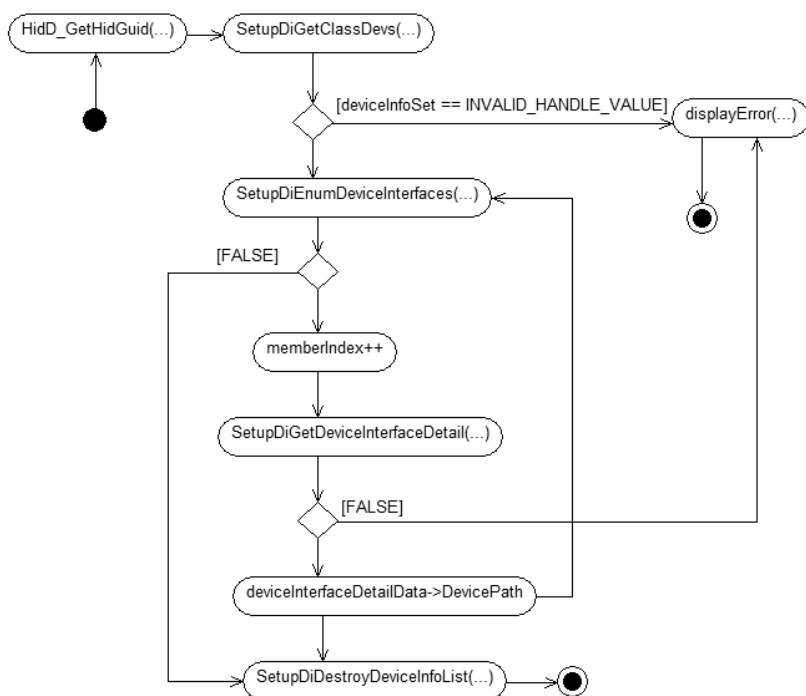 HidD_GetHidGuid(...)
SetupDiGetClassDevs(...)
[deviceInfoSet == INVALID_HANDLE_VALUE]
displayError(...)
SetupDiEnumDeviceInterfaces(...)
[FALSE]
memberIndex++
SetupDiGetDeviceInterfaceDetail(...)
[FALSE]
deviceInterfaceDetailData->DevicePath
SetupDiDestroyDeviceInfoList(...)